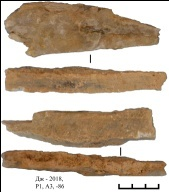 Дж - 2018,
Р1, А3, -86